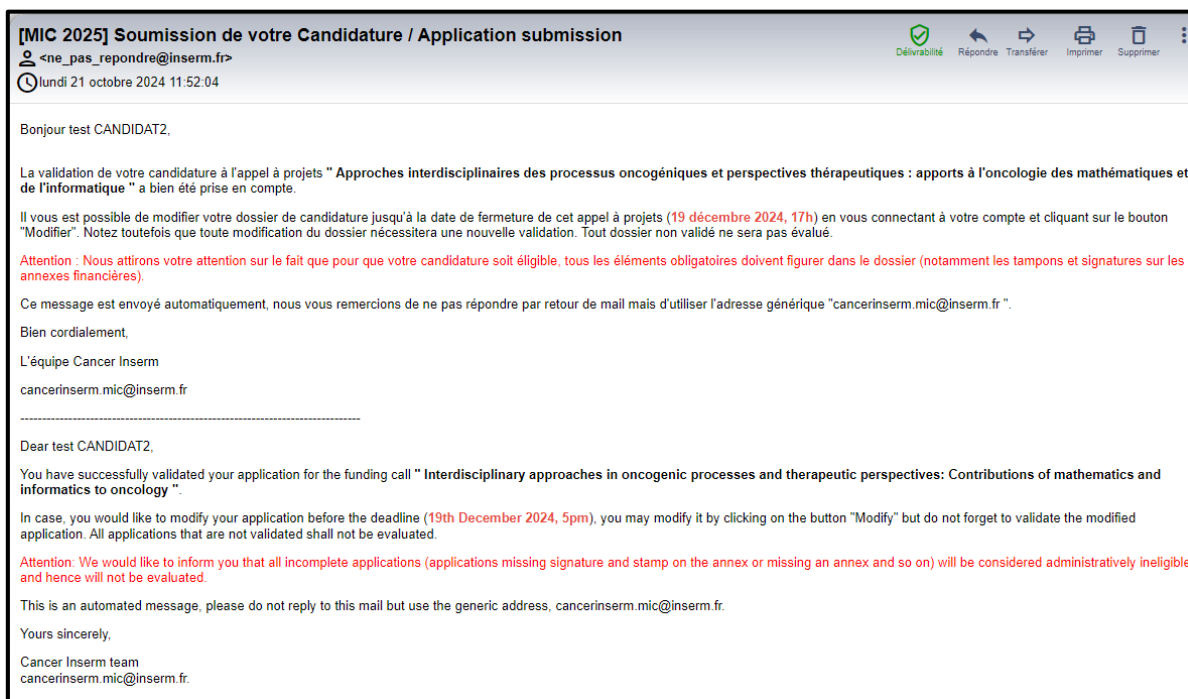 [MIC 2025] Soumission de votre Candidature / Application submission
<ne_pas_repondre@inserm.fr>
lundi 21 octobre 2024 11:52:04
Délivrabilité Répondre Transférer Imprimer Supprimer
Bonjour test CANDIDAT2,
La validation de votre candidature à l'appel à projets " Approches interdisciplinaires des processus oncogéniques et perspectives thérapeutiques : apports à l'oncologie des mathématiques et
de l'informatique " a bien été prise en compte.
Il vous est possible de modifier votre dossier de candidature jusqu'à la date de fermeture de cet appel à projets (19 décembre 2024, 17h) en vous connectant à votre compte et cliquant sur le bouton
"Modifier". Notez toutefois que toute modification du dossier nécessitera une nouvelle validation. Tout dossier non validé ne sera pas évalué.
Attention : Nous attirons votre attention sur le fait que pour que votre candidature soit éligible, tous les éléments obligatoires doivent figurer dans le dossier (notamment les tampons et signatures sur les
annexes financières).
Ce message est envoyé automatiquement, nous vous remercions de ne pas répondre par retour de mail mais d'utiliser l'adresse générique "cancerinserm.mic@inserm.fr ".
Bien cordialement,
L'équipe Cancer Inserm
cancerinserm.mic@inserm.fr
-------------------------------------------------------------------------------
Dear test CANDIDAT2,
You have successfully validated your application for the funding call " Interdisciplinary approaches in oncogenic processes and therapeutic perspectives: Contributions of mathematics and
informatics to oncology ".
In case, you would like to modify your application before the deadline (19th December 2024, 5pm), you may modify it by clicking on the button "Modify" but do not forget to validate the modified
application. All applications that are not validated shall not be evaluated.
Attention: We would like to inform you that all incomplete applications (applications missing signature and stamp on the annex or missing an annex and so on) will be considered administratively ineligible
and hence will not be evaluated.
This is an automated message, please do not reply to this mail but use the generic address, cancerinserm.mic@inserm.fr.
Yours sincerely,
Cancer Inserm team
cancerinserm.mic@inserm.fr.